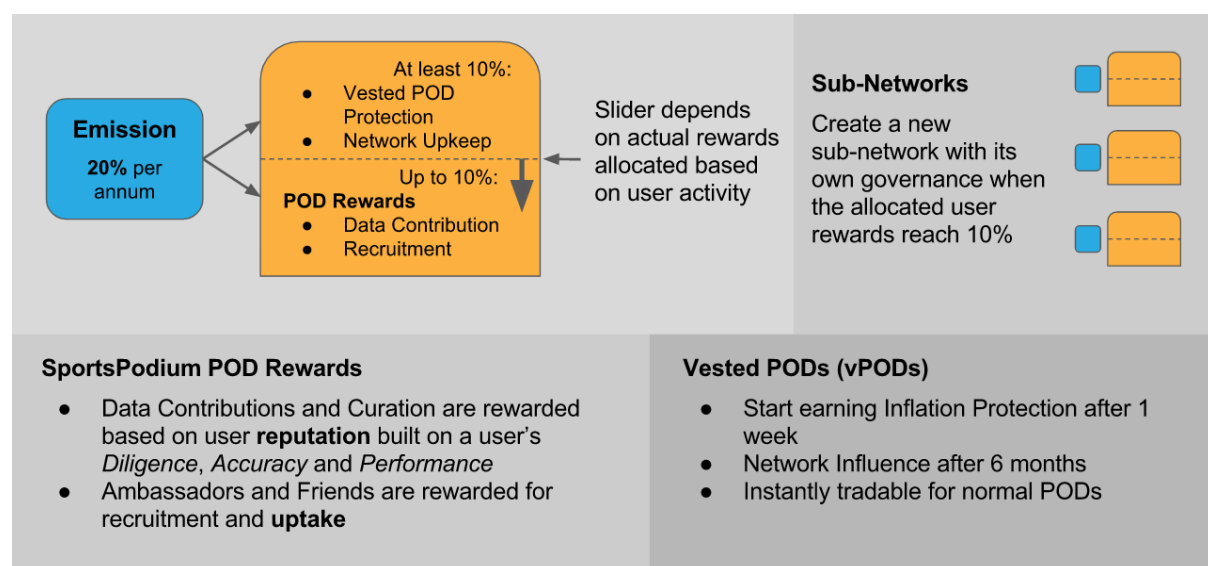 Emission
20% per
annum
At least 10%:
● Vested POD
Protection
● Network Upkeep
Up to 10%:
POD Rewards
● Data Contribution
● Recruitment
Slider depends
on actual rewards
allocated based
on user activity
Sub-Networks
Create a new
sub-network with its
own governance when
the allocated user
rewards reach 10%
SportsPodium POD Rewards
● Data Contributions and Curation are rewarded
based on user reputation built on a user’s
Diligence, Accuracy and Performance
● Ambassadors and Friends are rewarded for
recruitment and uptake
Vested PODs (vPODs)
● Start earning Inflation Protection after 1
week
● Network Influence after 6 months
● Instantly tradable for normal PODs